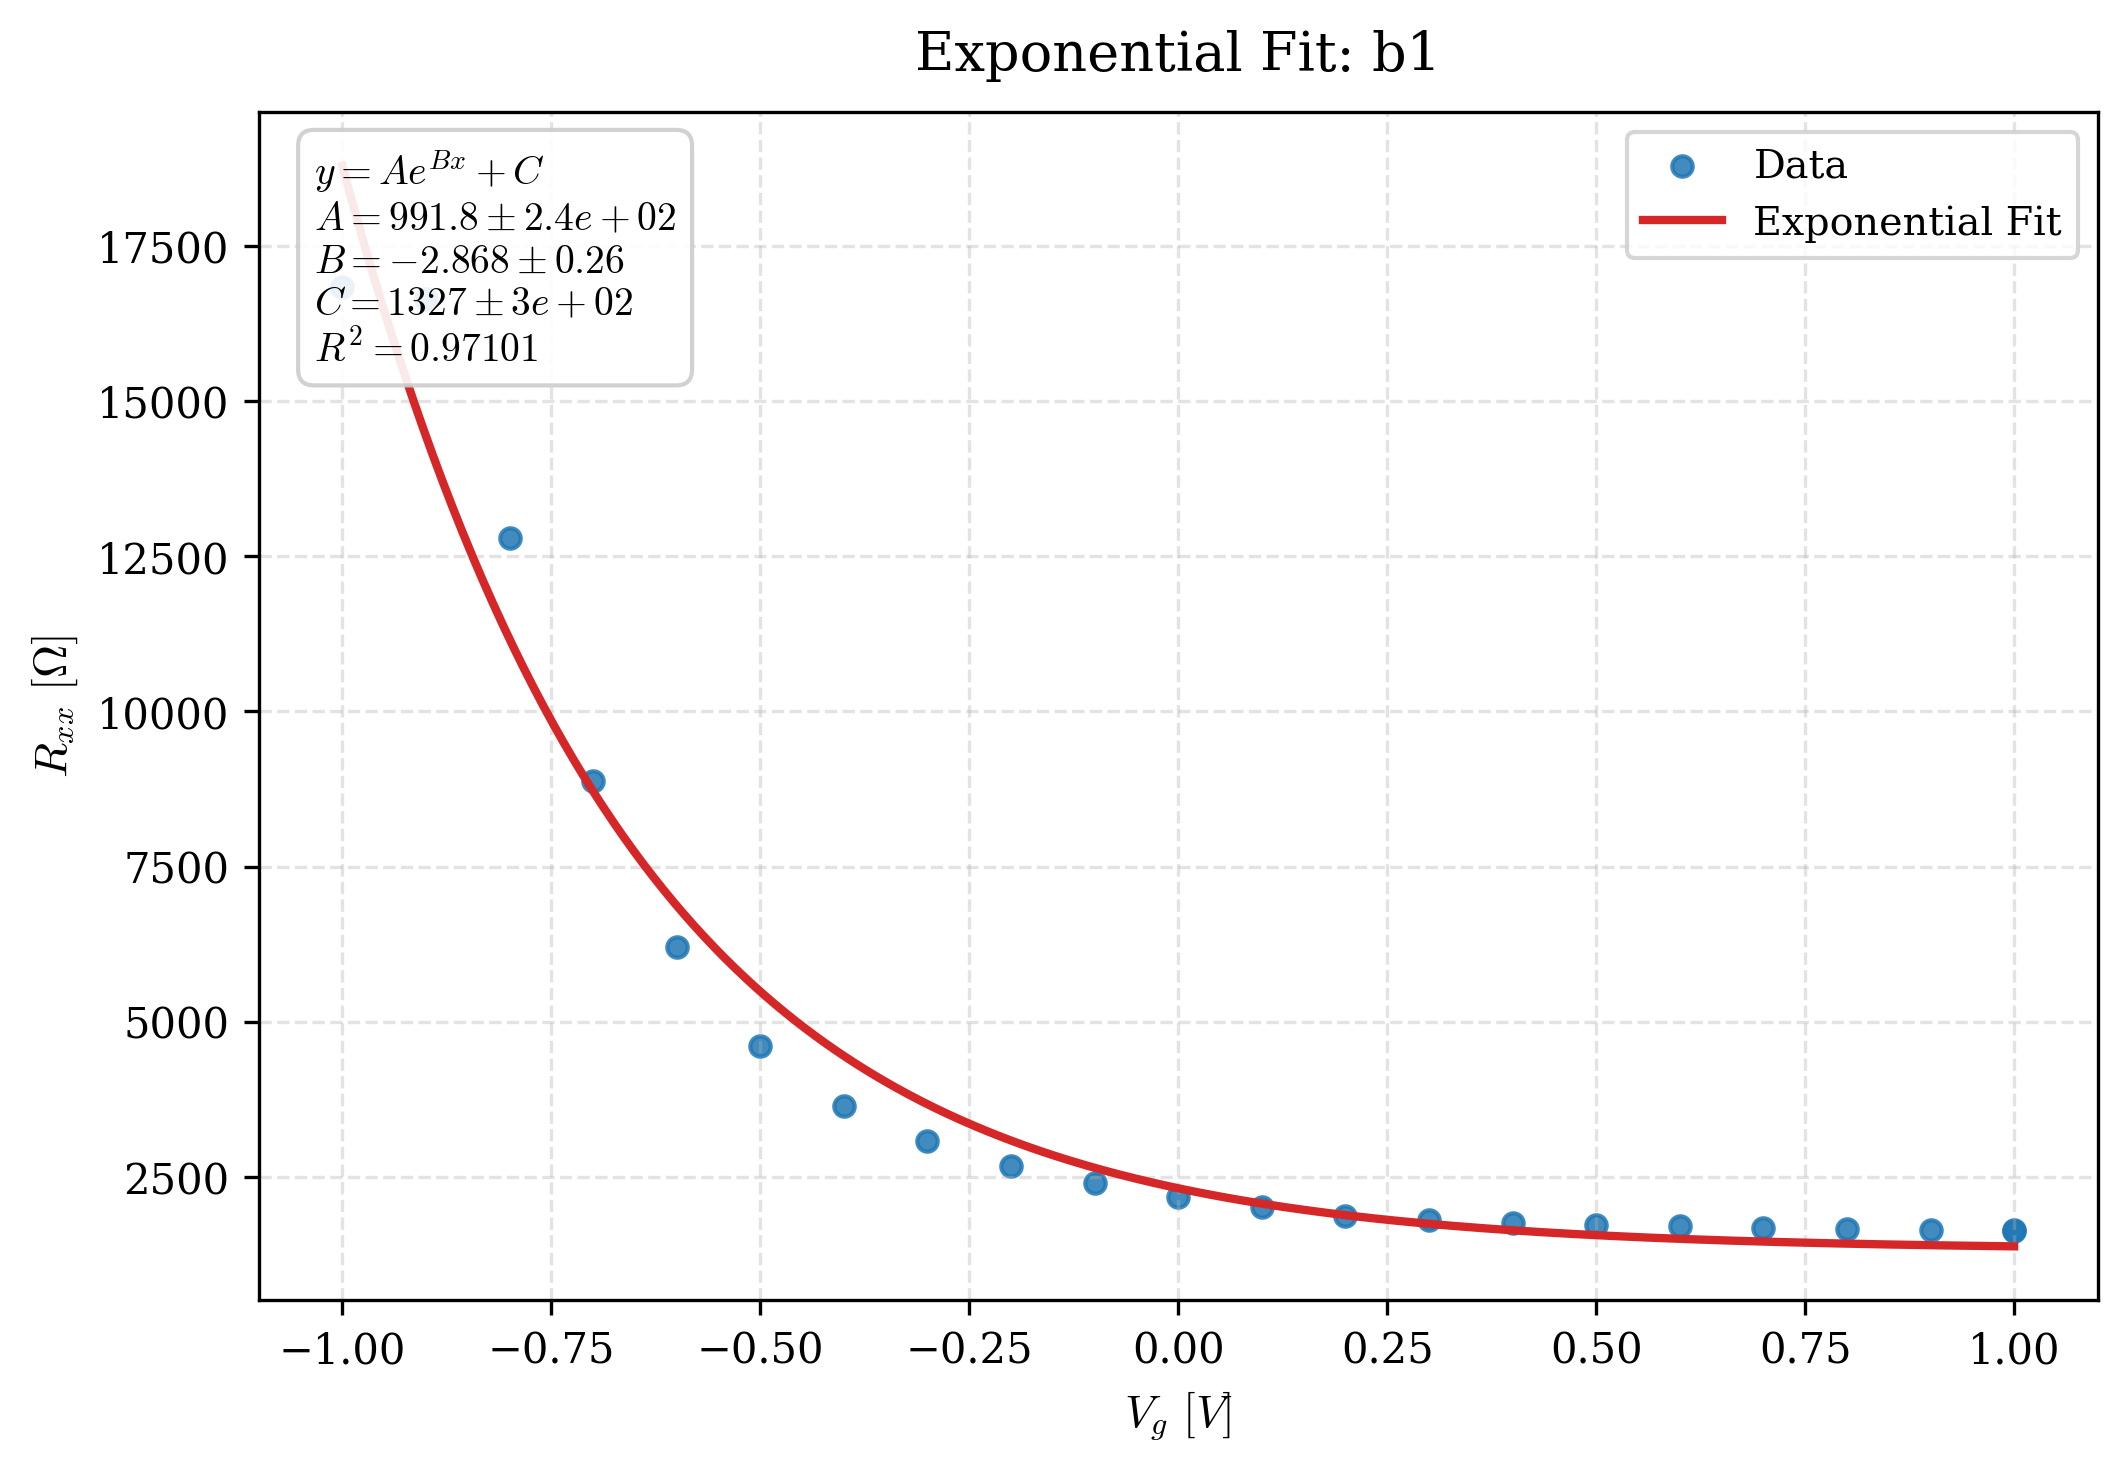 Exponential Fit: b1
y = Ae^{Bx} + C
A = 991.8 ± 2.4e + 02
B = −2.868 ± 0.26
C = 1327 ± 3e + 02
R² = 0.97101
Data
Exponential Fit
17500
15000
12500
10000
7500
5000
2500
R_{xx} [Ω]
−1.00 −0.75 −0.50 −0.25 0.00 0.25 0.50 0.75 1.00
V_g [V]